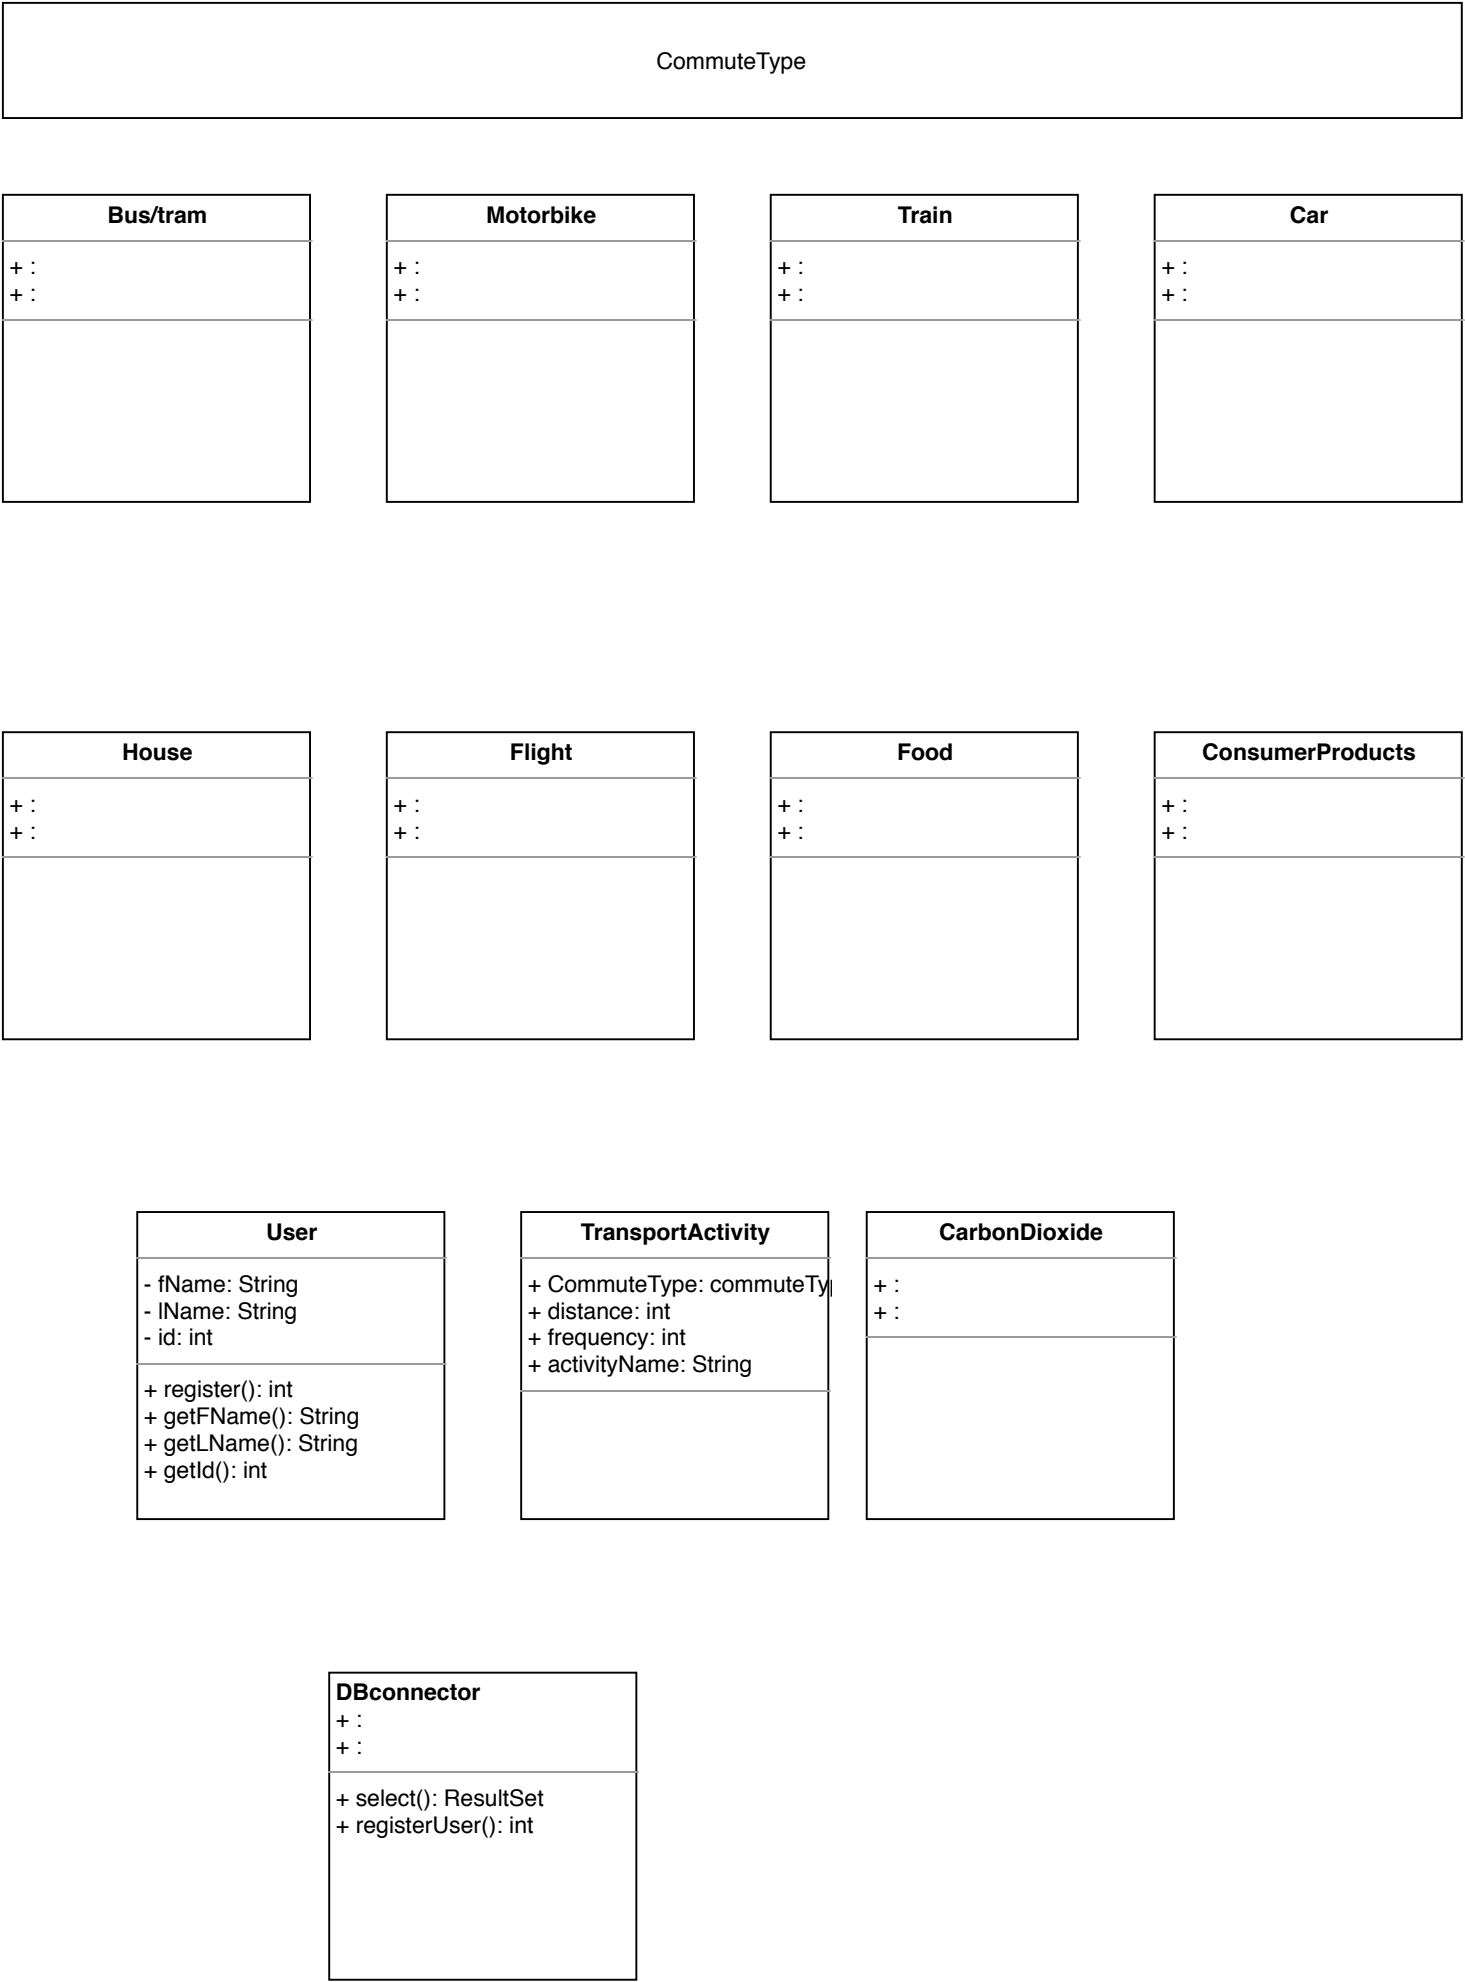 CommuteType
Bus/tram
+ :
+ :
Motorbike
+ :
+ :
Train
+ :
+ :
Car
+ :
+ :
House
+ :
+ :
Flight
+ :
+ :
Food
+ :
+ :
ConsumerProducts
+ :
+ :
User
- fName: String
- lName: String
- id: int
+ register(): int
+ getFName(): String
+ getLName(): String
+ getId(): int
TransportActivity
+ CommuteType: commuteTy
+ distance: int
+ frequency: int
+ activityName: String
CarbonDioxide
+ :
+ :
DBconnector
+ :
+ :
+ select(): ResultSet
+ registerUser(): int